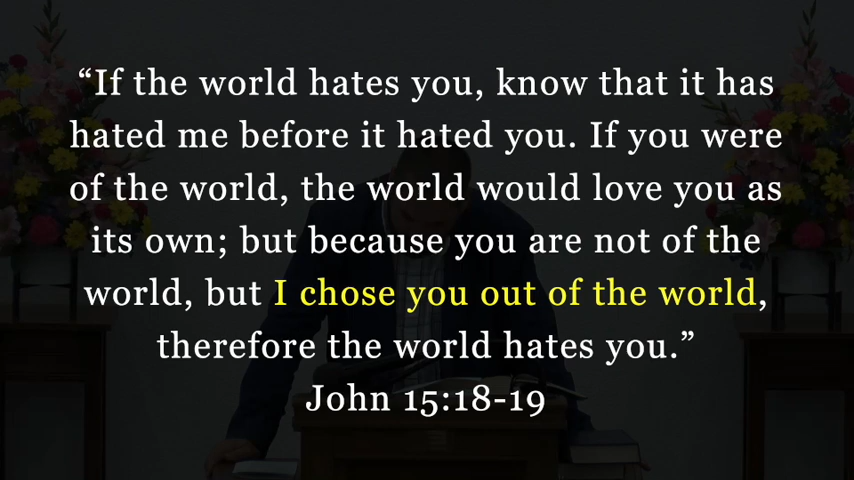 “If the world hates you, know that it has
hated me before it hated you. If you were
of the world, the world would love you as
its own; but because you are not of the
world, but I chose you out of the world,
therefore the world hates you.”
John 15:18-19